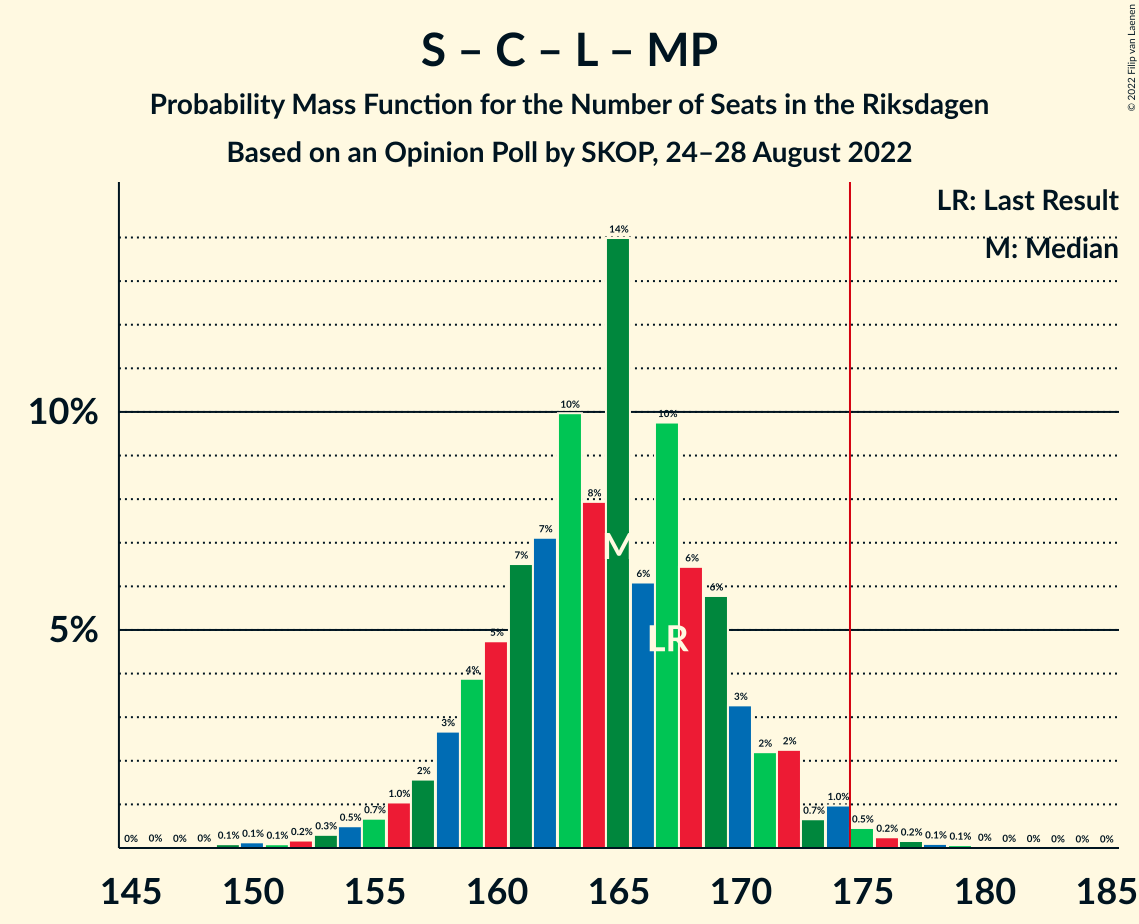 S – C – L – MP
Probability Mass Function for the Number of Seats in the Riksdagen
Based on an Opinion Poll by SKOP, 24–28 August 2022
© 2022 Filip van Laenen
LR: Last Result
M: Median
10%
5%
0% 0% 0% 0% 0.1% 0.1% 0.1% 0.2% 0.3% 0.5% 0.7% 1.0% 2% 3% 4% 5% 7% 7% 10% 8% 14% 6% 10% 6% 6% 3% 2% 2% 0.7% 1.0% 0.5% 0.2% 0.2% 0.1% 0.1% 0% 0% 0% 0% 0% 0%
M
LR
145 150 155 160 165 170 175 180 185